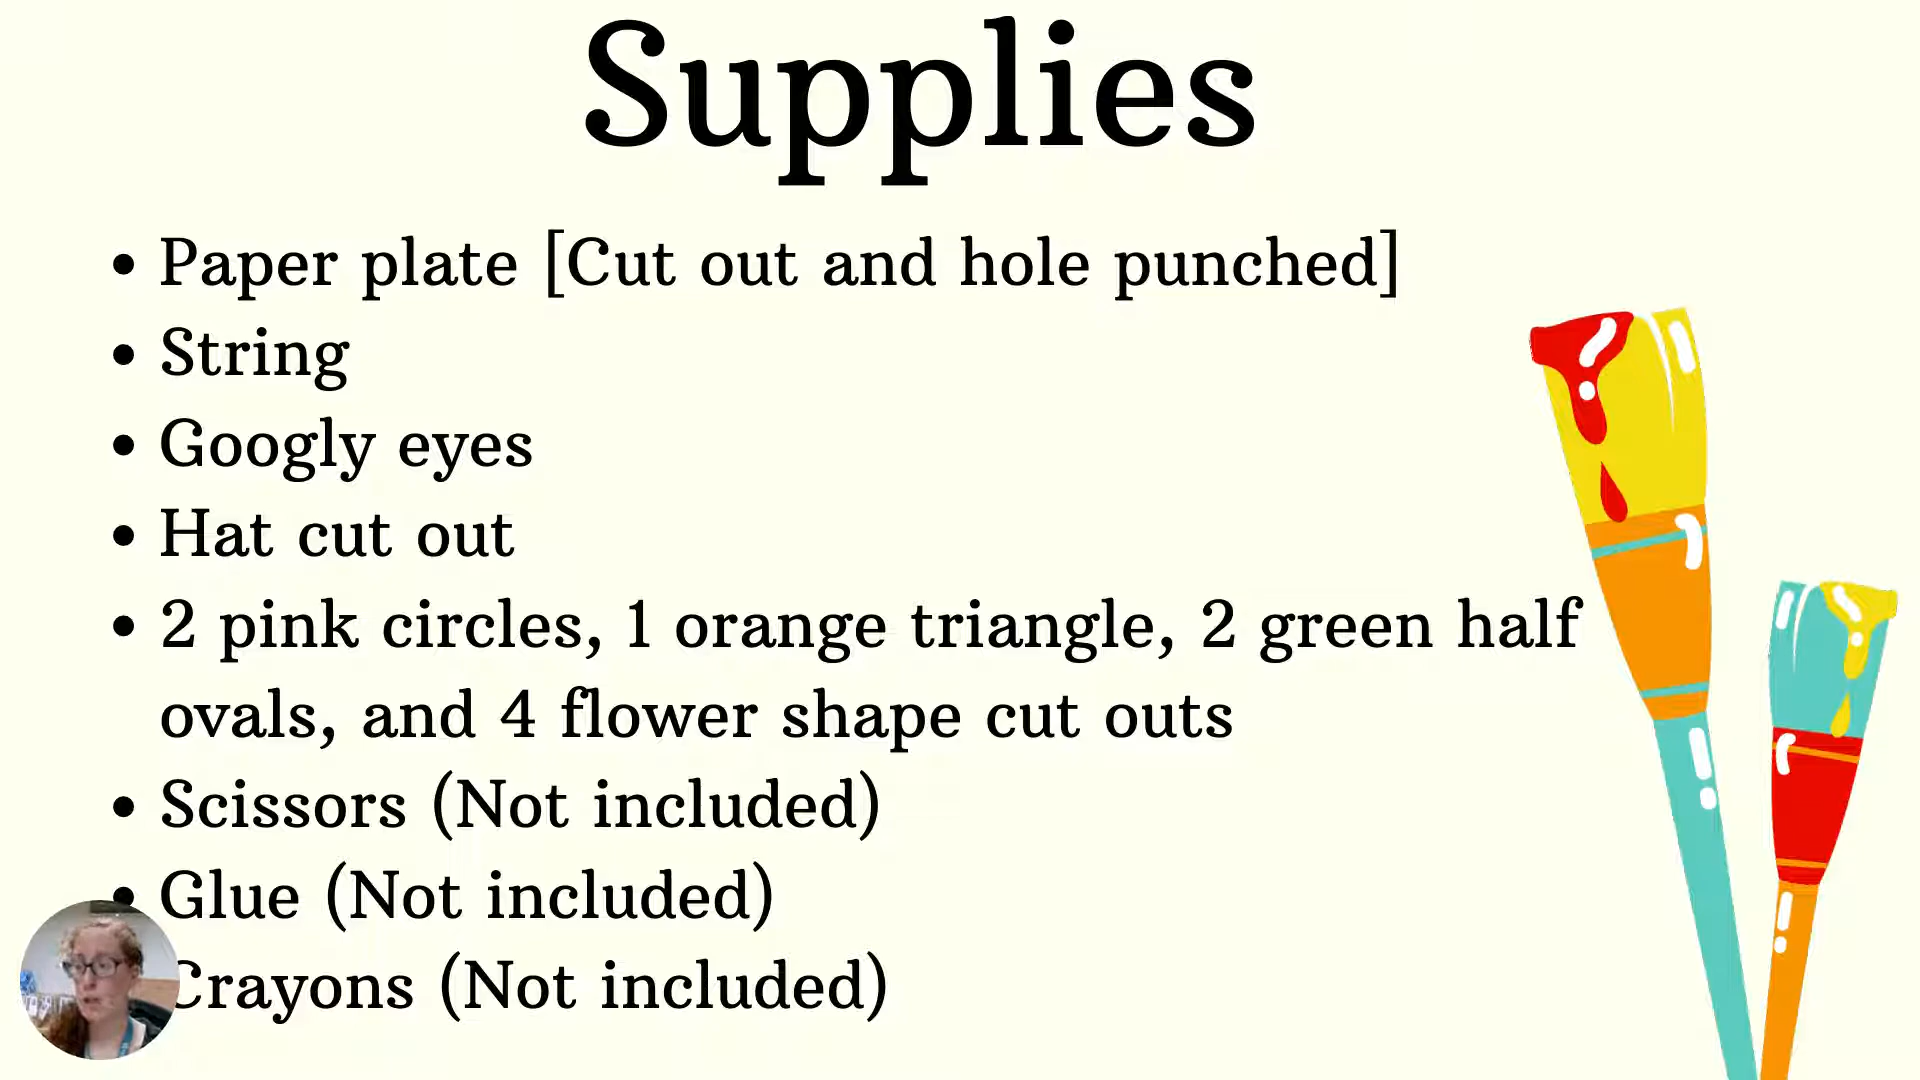 Supplies
• Paper plate [Cut out and hole punched]
• String
• Googly eyes
• Hat cut out
• 2 pink circles, 1 orange triangle, 2 green half
ovals, and 4 flower shape cut outs
• Scissors (Not included)
• Glue (Not included)
Crayons (Not included)